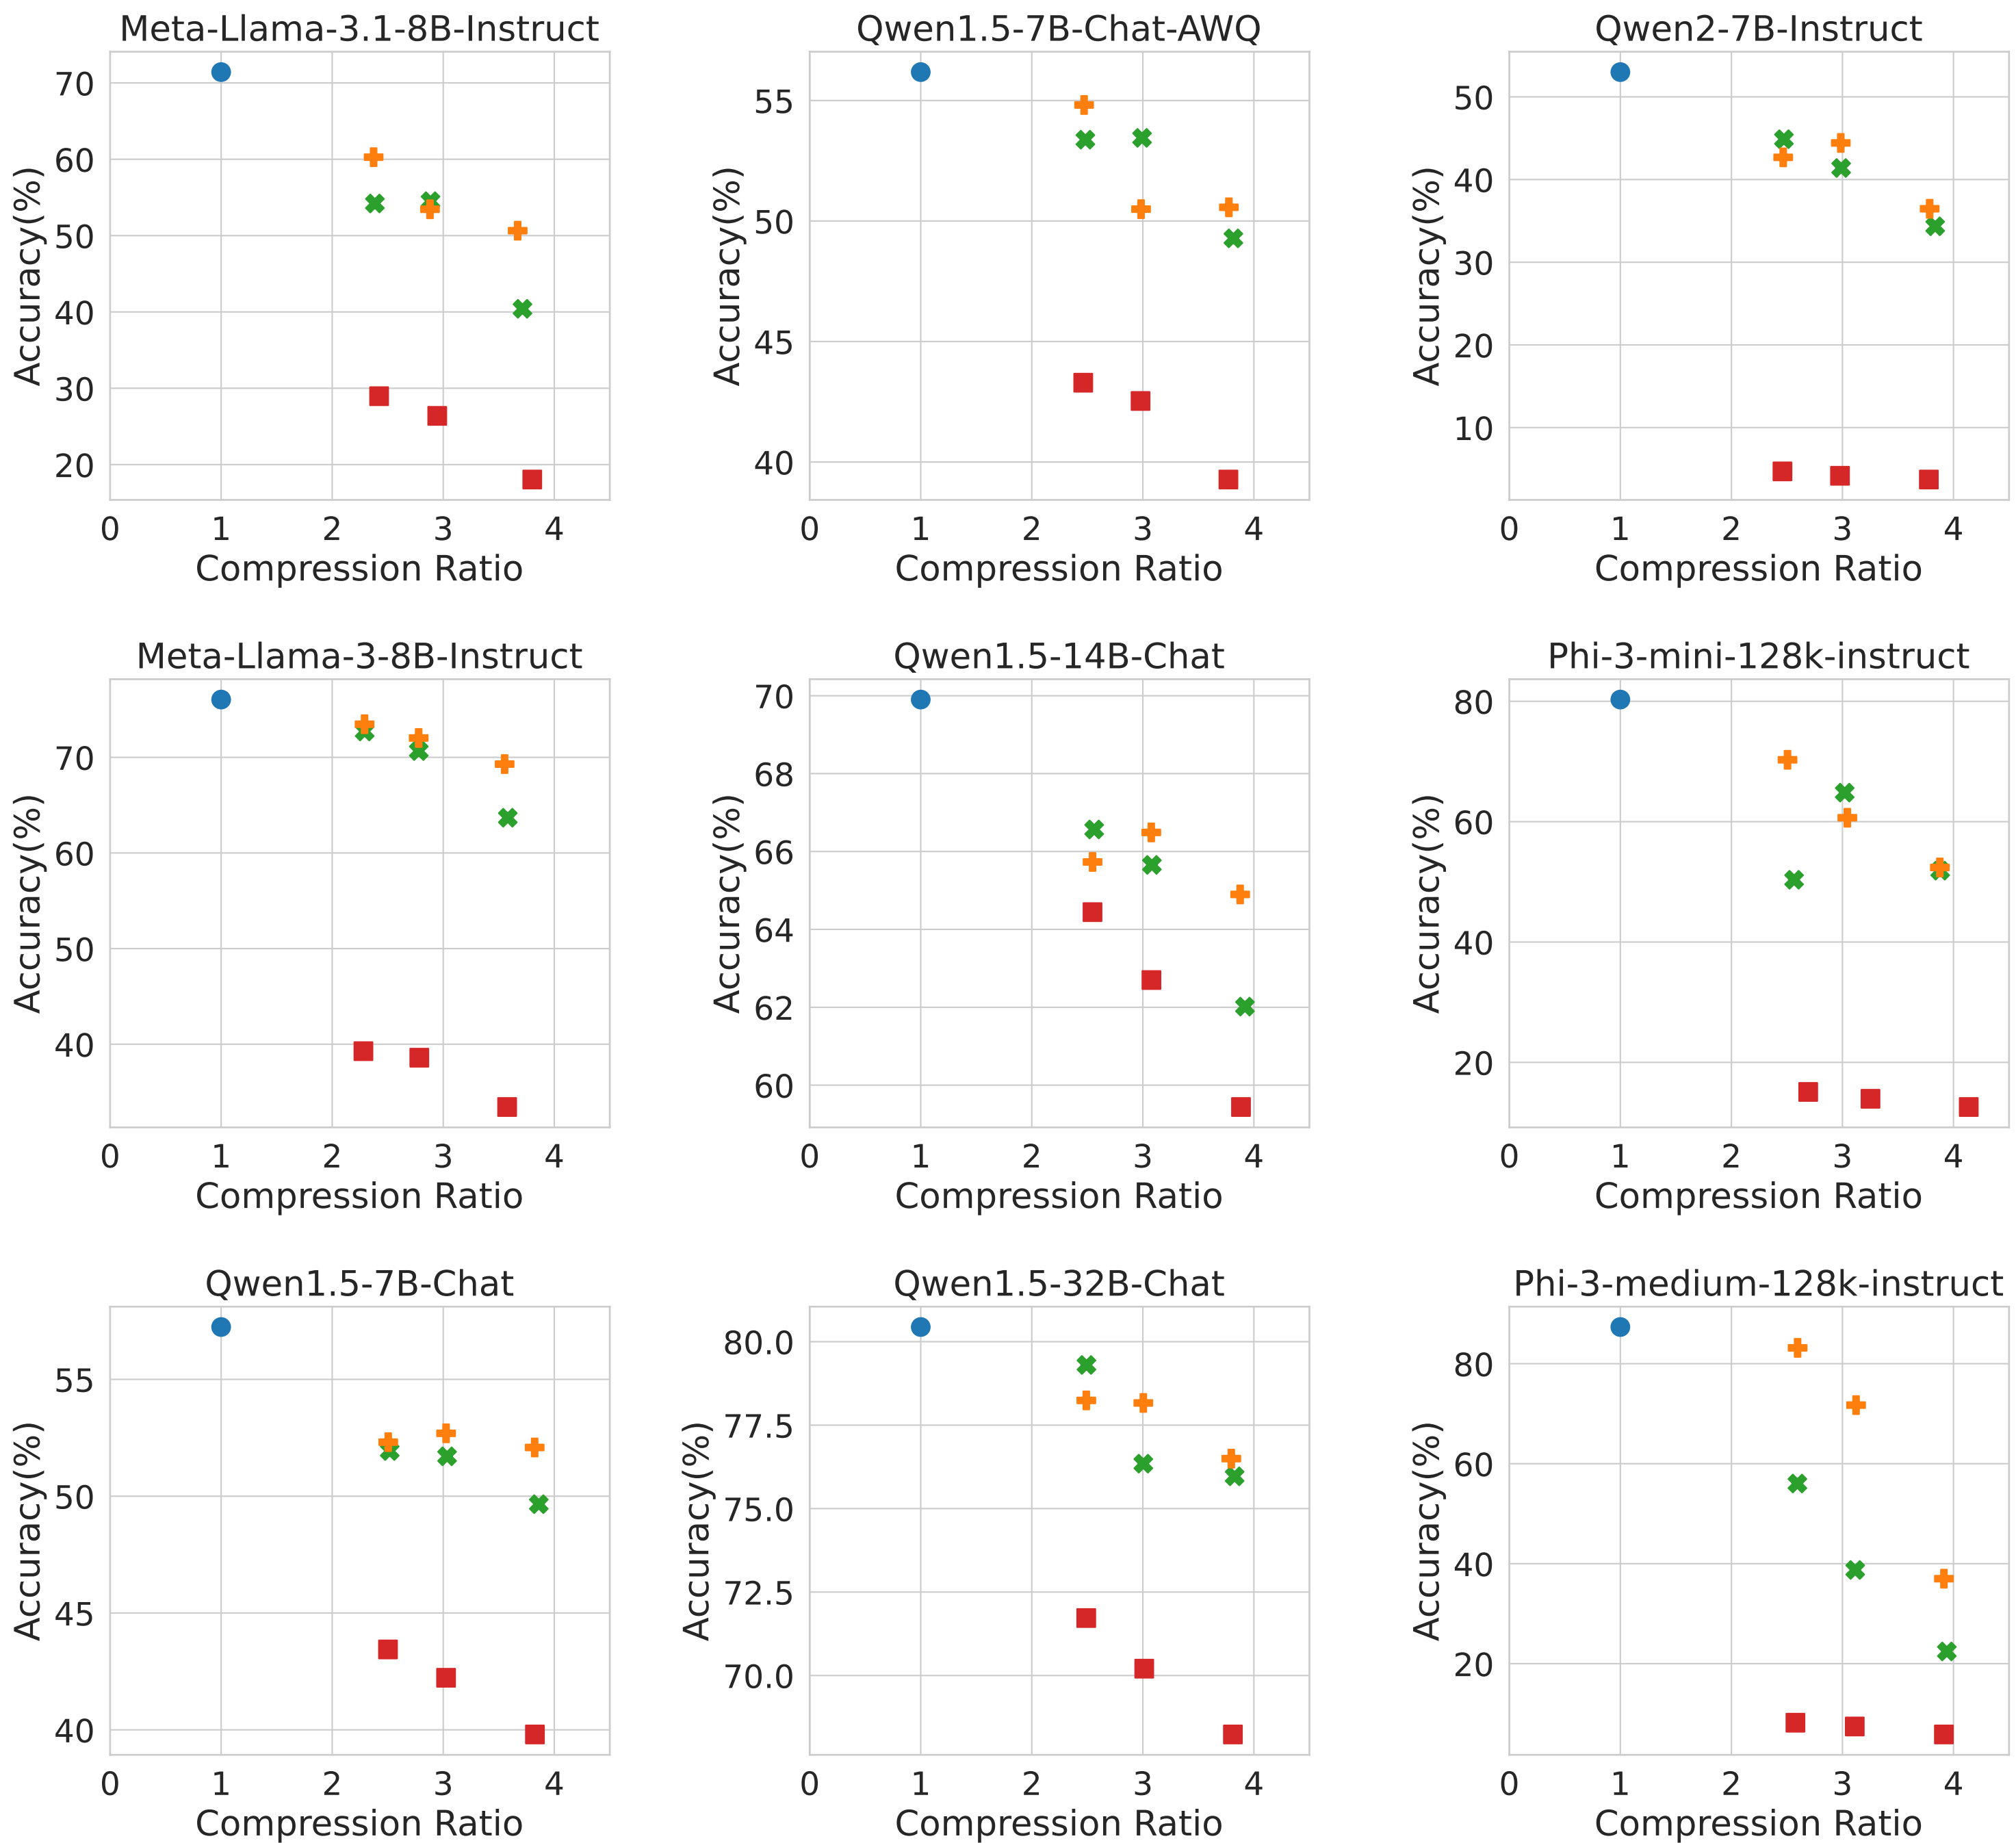 Meta-Llama-3.1-8B-Instruct
Accuracy(%)
70
60
50
40
30
20
0 1 2 3 4
Compression Ratio
Qwen1.5-7B-Chat-AWQ
Accuracy(%)
55
50
45
40
0 1 2 3 4
Compression Ratio
Qwen2-7B-Instruct
Accuracy(%)
50
40
30
20
10
0 1 2 3 4
Compression Ratio
Meta-Llama-3-8B-Instruct
Accuracy(%)
70
60
50
40
0 1 2 3 4
Compression Ratio
Qwen1.5-14B-Chat
Accuracy(%)
70
68
66
64
62
60
0 1 2 3 4
Compression Ratio
Phi-3-mini-128k-instruct
Accuracy(%)
80
60
40
20
0 1 2 3 4
Compression Ratio
Qwen1.5-7B-Chat
Accuracy(%)
55
50
45
40
0 1 2 3 4
Compression Ratio
Qwen1.5-32B-Chat
Accuracy(%)
80.0
77.5
75.0
72.5
70.0
0 1 2 3 4
Compression Ratio
Phi-3-medium-128k-instruct
Accuracy(%)
80
60
40
20
0 1 2 3 4
Compression Ratio